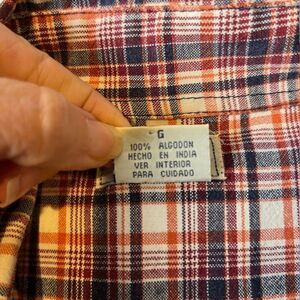 G
100% ALGODON
HECHO EN INDIA
VER INTERIOR
PARA CUIDADO